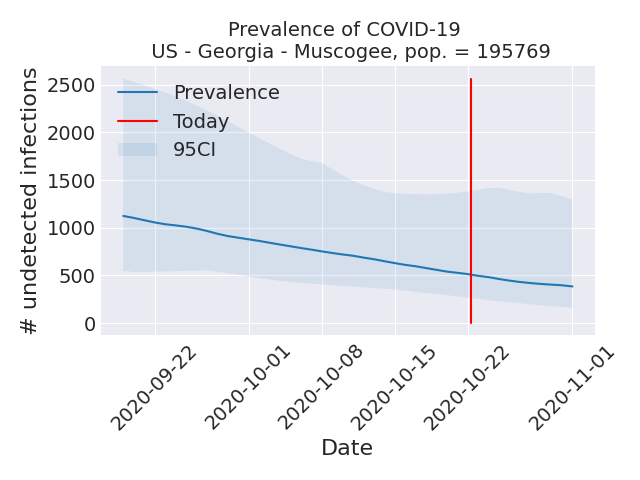 Prevalence of COVID-19
US - Georgia - Muscogee, pop. = 195769
# undetected infections
2500
2000
1500
1000
500
0
Prevalence
Today
95CI
2020-09-22
2020-10-01
2020-10-08
2020-10-15
2020-10-22
2020-11-01
Date